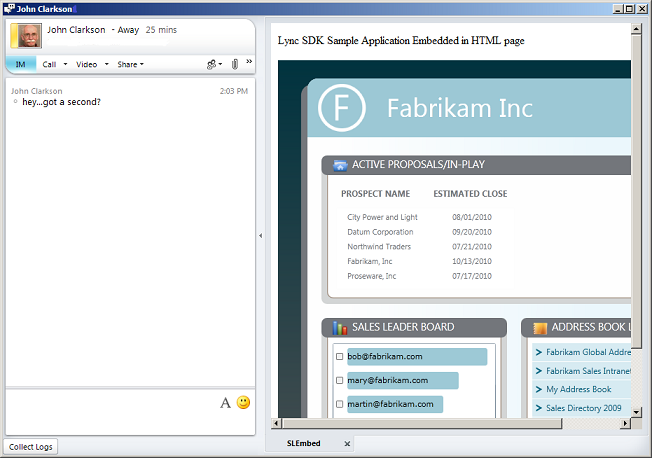 John Clarkson
John Clarkson - Away 25 mins
IM Call Video Share
John Clarkson 2:03 PM
hey...got a second?
A
Collect Logs
Lync SDK Sample Application Embedded in HTML page
F Fabrikam Inc
ACTIVE PROPOSALS/IN-PLAY
PROSPECT NAME ESTIMATED CLOSE
City Power and Light 08/01/2010
Datum Corporation 09/20/2010
Northwind Traders 07/21/2010
Fabrikam, Inc 10/13/2010
Proseware, Inc 07/17/2010
SALES LEADER BOARD
bob@fabrikam.com
mary@fabrikam.com
martin@fabrikam.com
ADDRESS BOOK L
> Fabrikam Global Addre
> Fabrikam Sales Intranet
> My Address Book
> Sales Directory 2009
SLEmbed